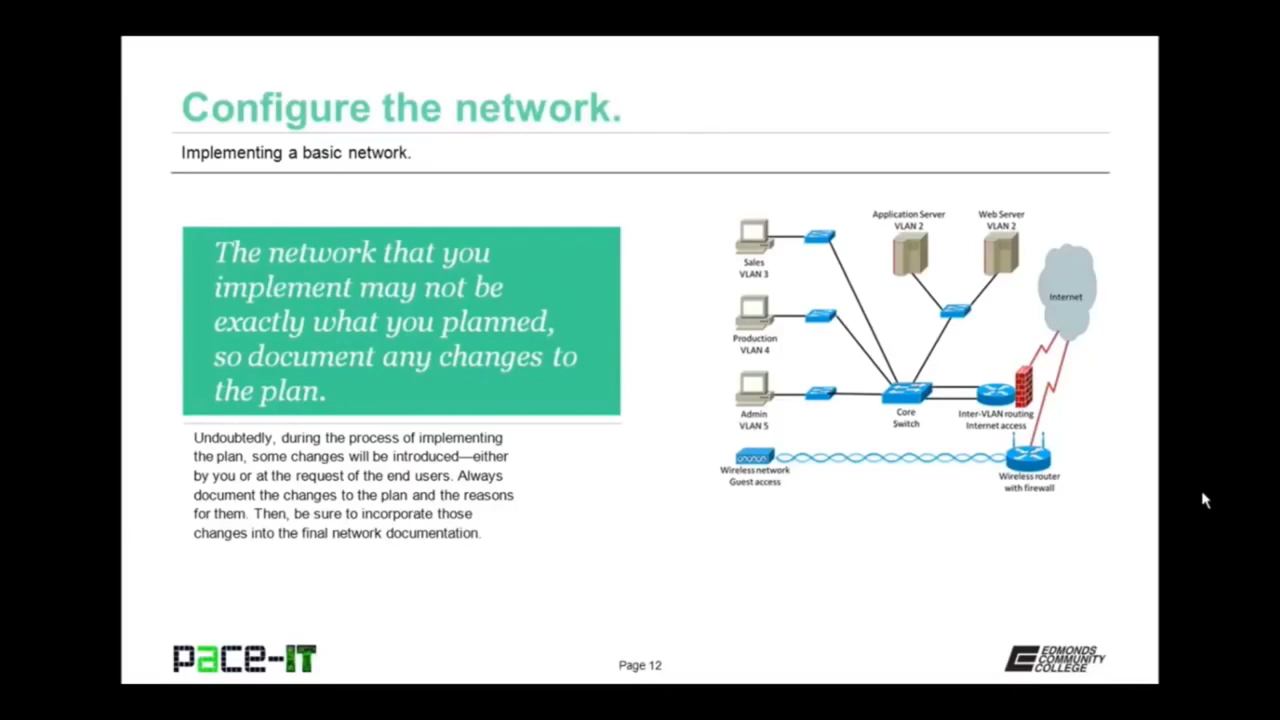 Configure the network.
Implementing a basic network.
The network that you
implement may not be
exactly what you planned,
so document any changes to
the plan.
Undoubtedly, during the process of implementing
the plan, some changes will be introduced—either
by you or at the request of the end users. Always
document the changes to the plan and the reasons
for them. Then, be sure to incorporate those
changes into the final network documentation.
Application Server
VLAN 2
Web Server
VLAN 2
Sales
VLAN 3
Internet
Production
VLAN 4
Admin
VLAN 5
Core
Switch
Inter-VLAN routing
Internet access
Wireless network
Guest access
Wireless router
with firewall
pace-IT
Page 12
EDMONDS
COMMUNITY
COLLEGE